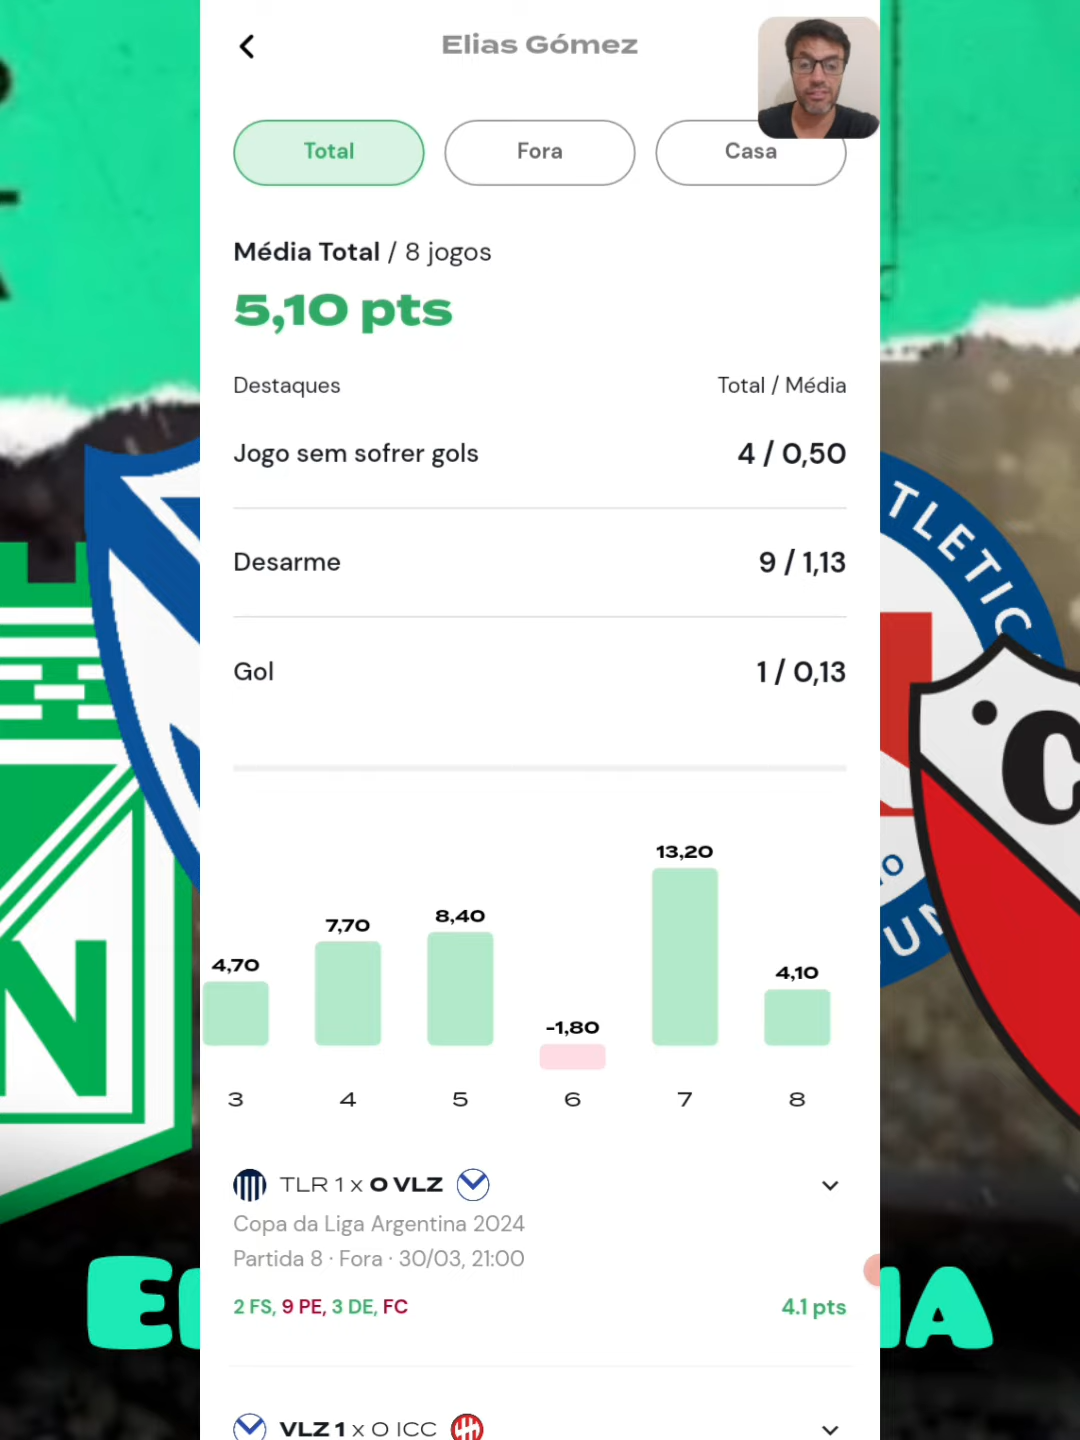 Elias Gómez
Total
Fora
Casa
Média Total / 8 jogos
5,10 pts
Destaques
Total / Média
Jogo sem sofrer gols
4 / 0,50
Desarme
9 / 1,13
Gol
1 / 0,13
13,20
8,40
7,70
4,70
4,10
-1,80
3
4
5
6
7
8
TLR 1 x 0 VLZ
Copa da Liga Argentina 2024
Partida 8 · Fora · 30/03, 21:00
2 FS, 9 PE, 3 DE, FC
4.1 pts
VLZ 1 x 0 ICC
TLETIC
UN
C
N
IA